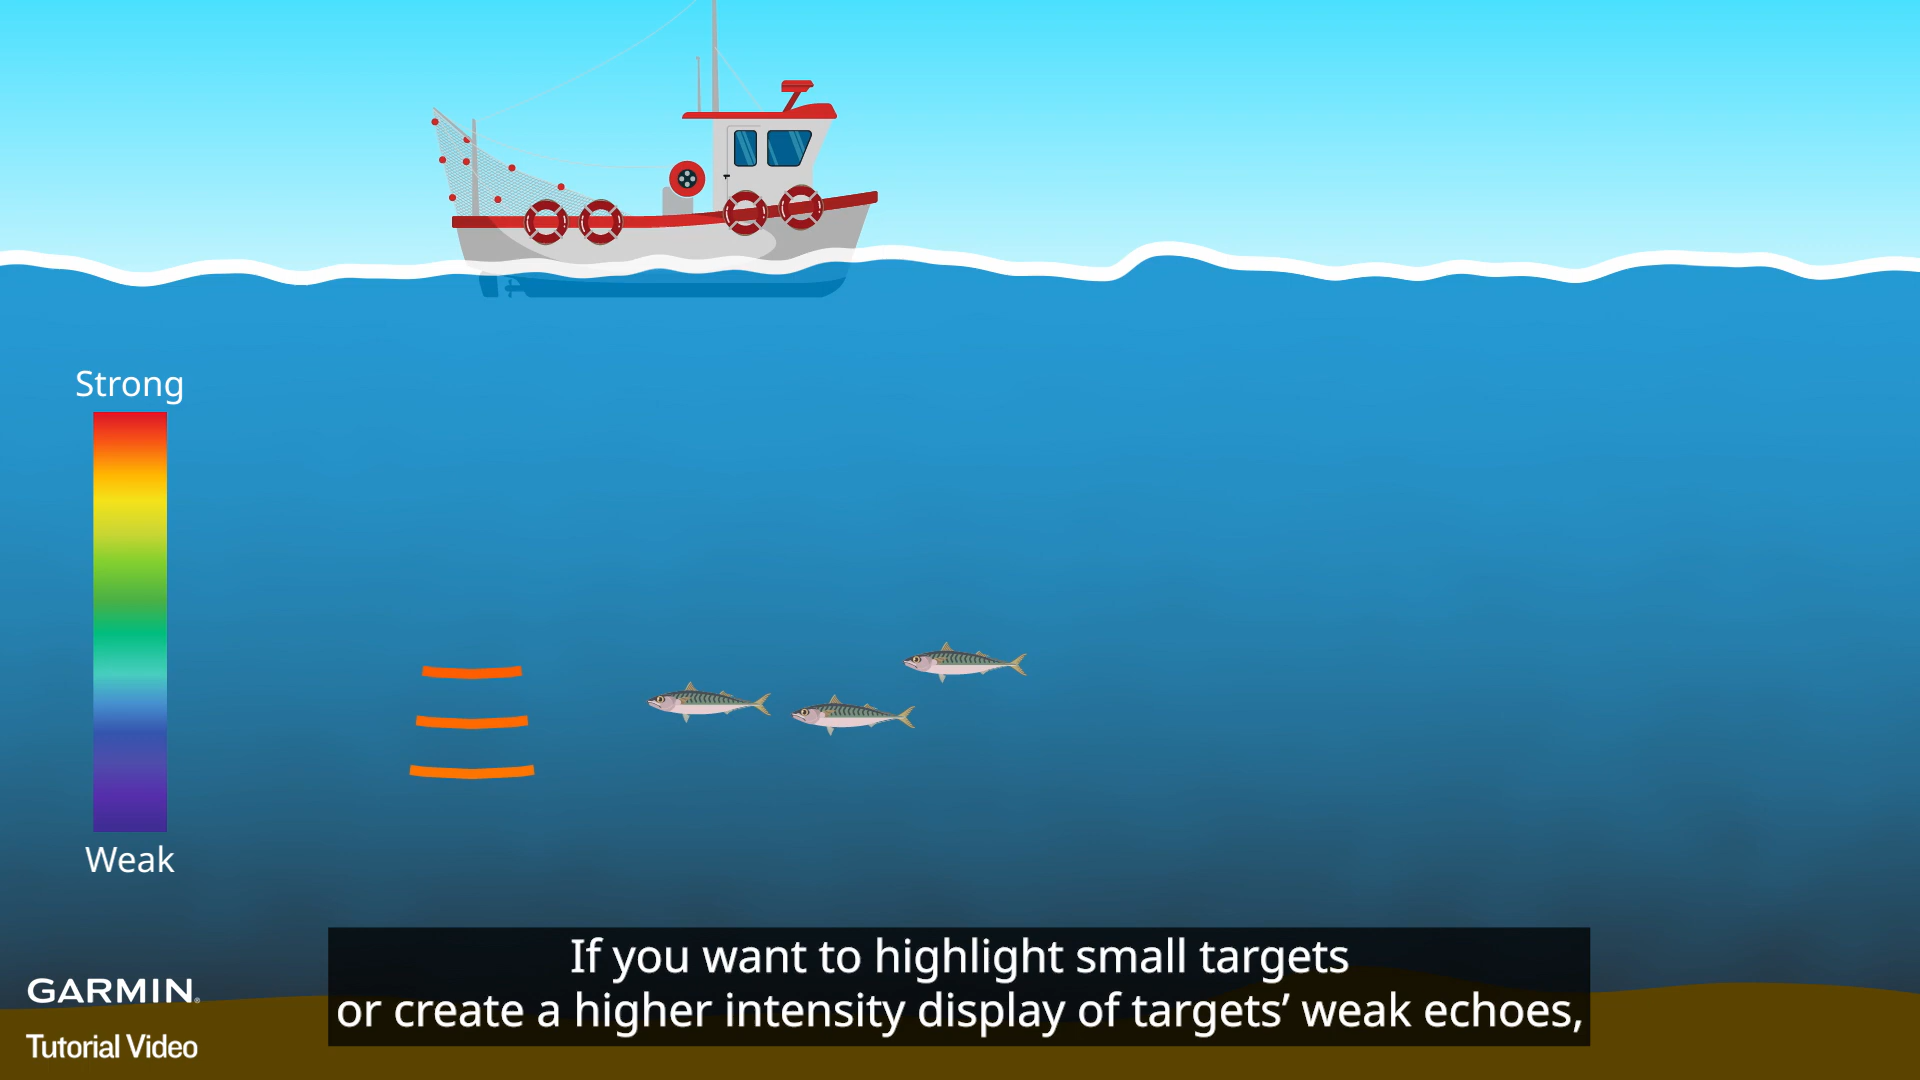 Strong
Weak
GARMIN.
Tutorial Video
If you want to highlight small targets
or create a higher intensity display of targets’ weak echoes,